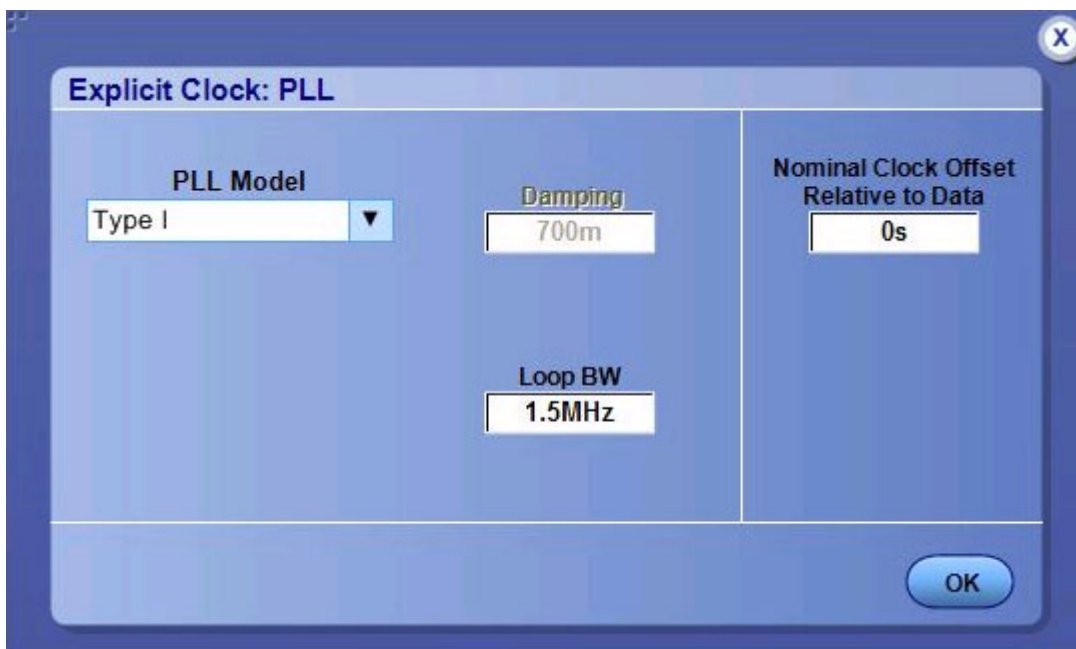 X
Explicit Clock: PLL
PLL Model
Type I
Damping
700m
Loop BW
1.5MHz
Nominal Clock Offset
Relative to Data
0s
OK